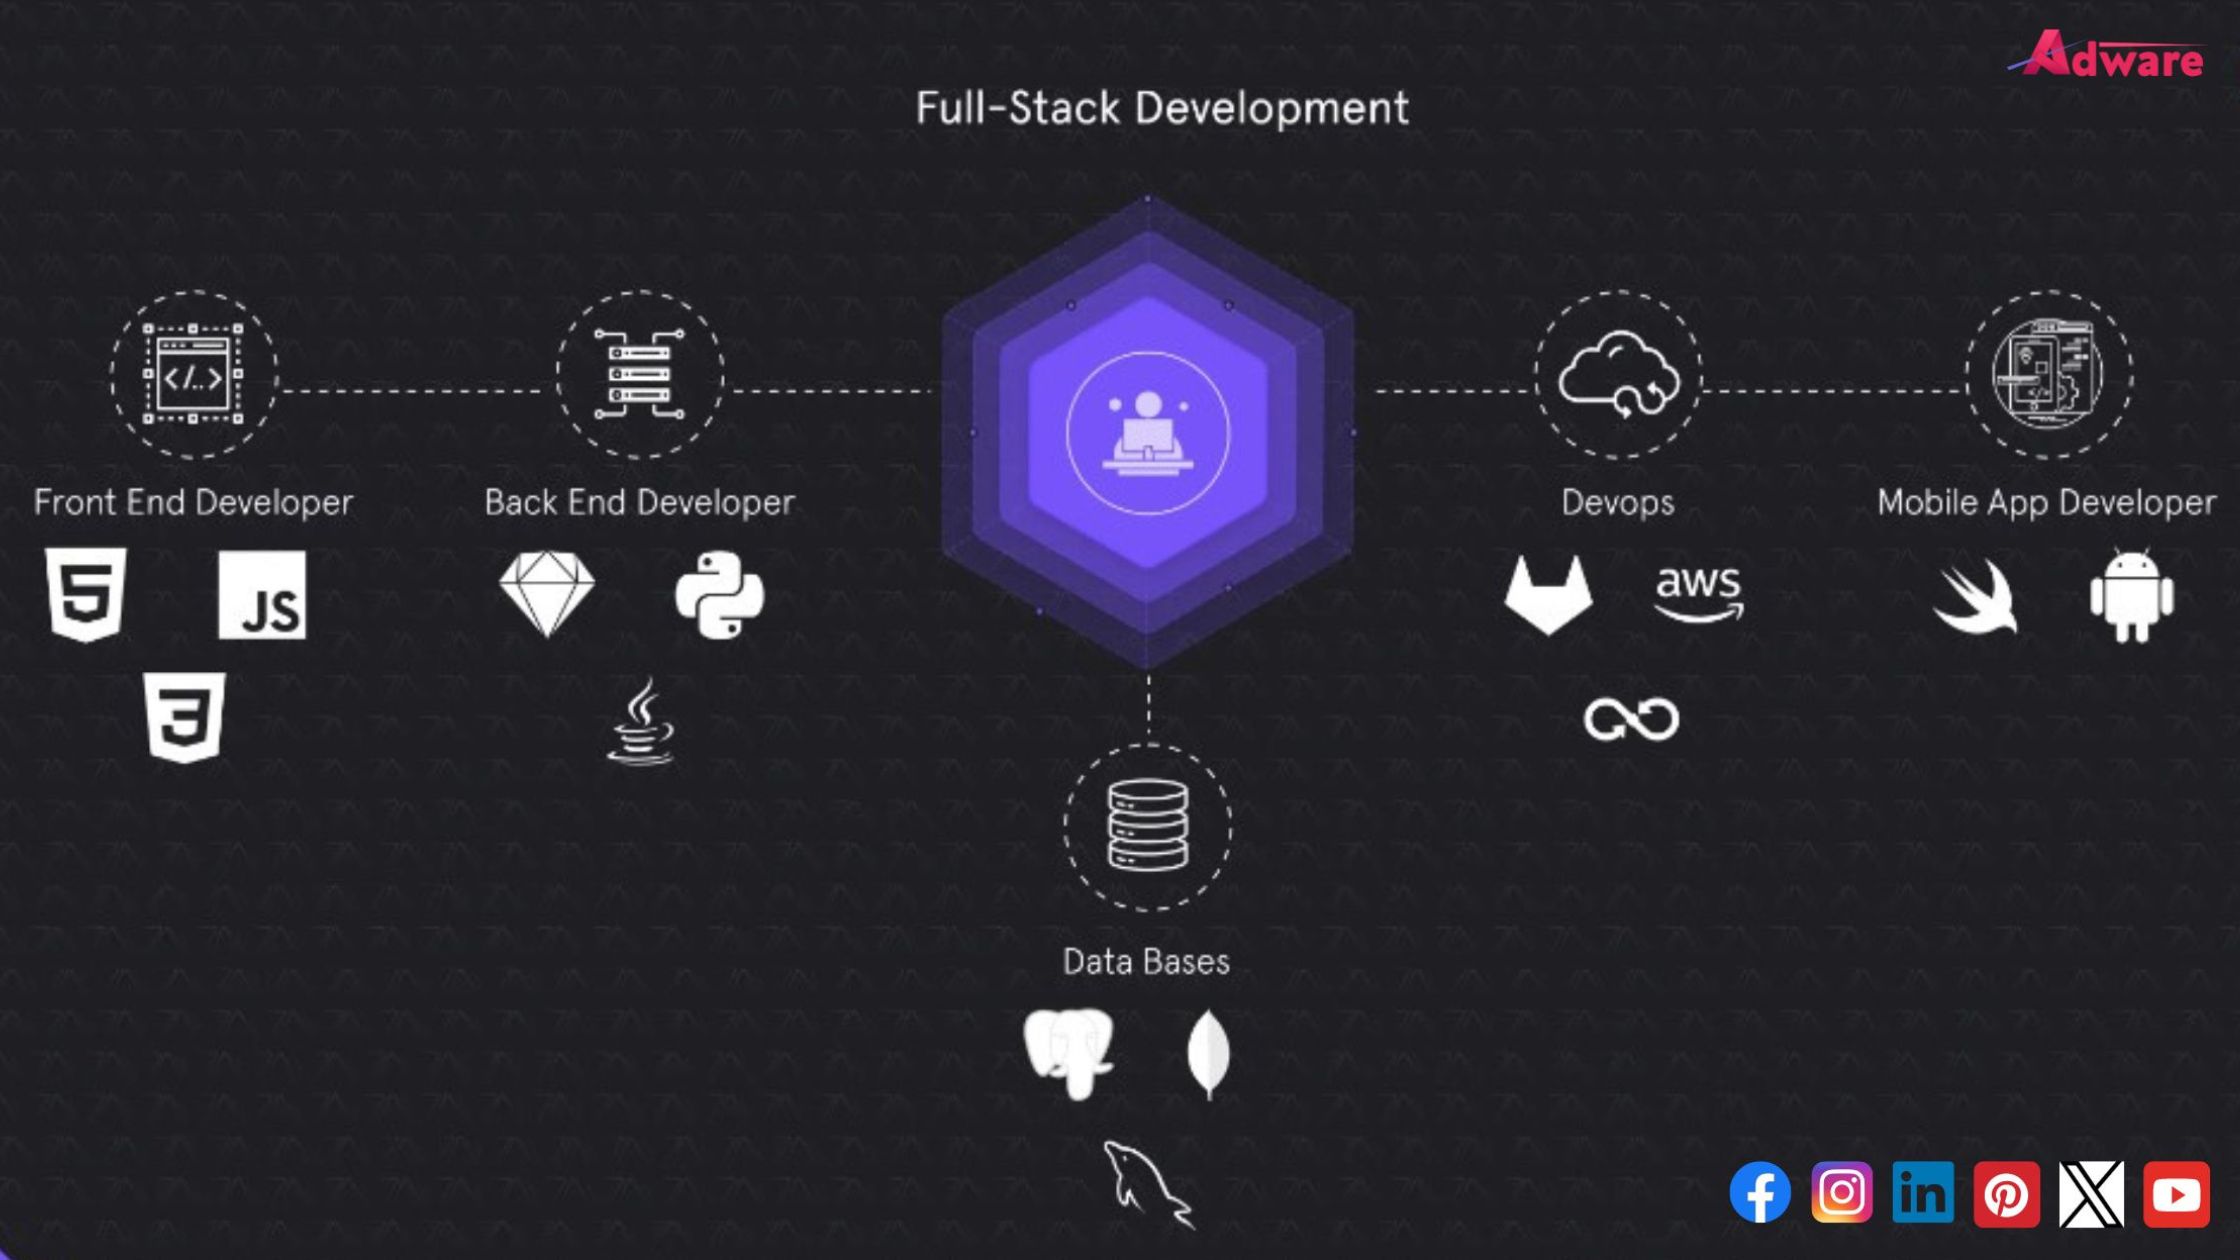 Adware
Full-Stack Development
</..>
Front End Developer
Back End Developer
Devops
Mobile App Developer
5
JS
aws
3
Data Bases
f
in
X